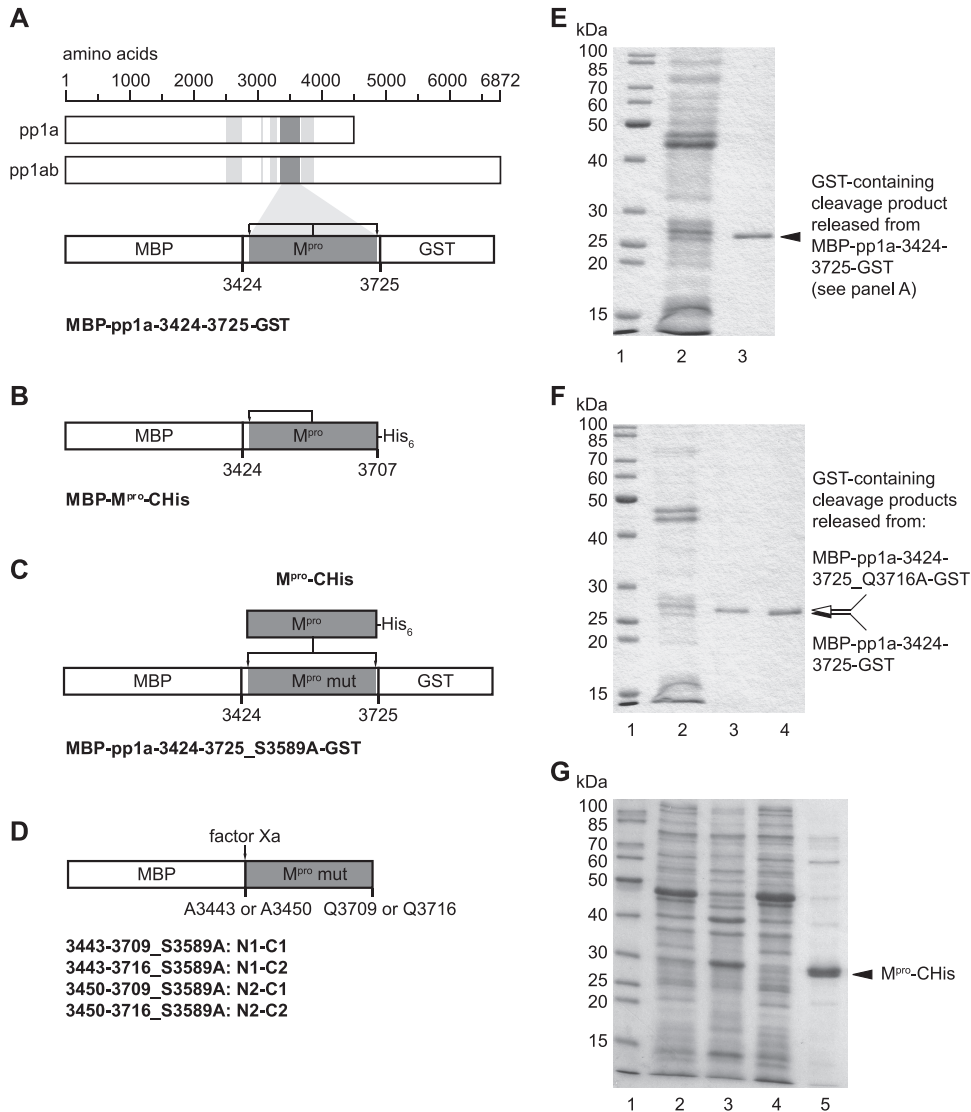 A
amino acids
1 1000 2000 3000 4000 5000 6000 6872
pp1a
pp1ab
MBP Mpro GST
3424 3725
MBP-pp1a-3424-3725-GST
B
MBP Mpro -His6
3424 3707
MBP-Mpro-CHis
C
Mpro-CHis
Mpro -His6
MBP Mpro mut GST
3424 3725
MBP-pp1a-3424-3725_S3589A-GST
D
factor Xa
MBP Mpro mut
A3443 or A3450 Q3709 or Q3716
3443-3709_S3589A: N1-C1
3443-3716_S3589A: N1-C2
3450-3709_S3589A: N2-C1
3450-3716_S3589A: N2-C2
E
kDa
100
85
70
60
50
40
30
25
20
15
1 2 3
GST-containing
cleavage product
released from
MBP-pp1a-3424-
3725-GST
(see panel A)
F
kDa
100
85
70
60
50
40
30
25
20
15
1 2 3 4
GST-containing
cleavage products
released from:
MBP-pp1a-3424-
3725_Q3716A-GST
MBP-pp1a-3424-
3725-GST
G
kDa
100
85
70
60
50
40
30
25
20
15
1 2 3 4 5
Mpro-CHis